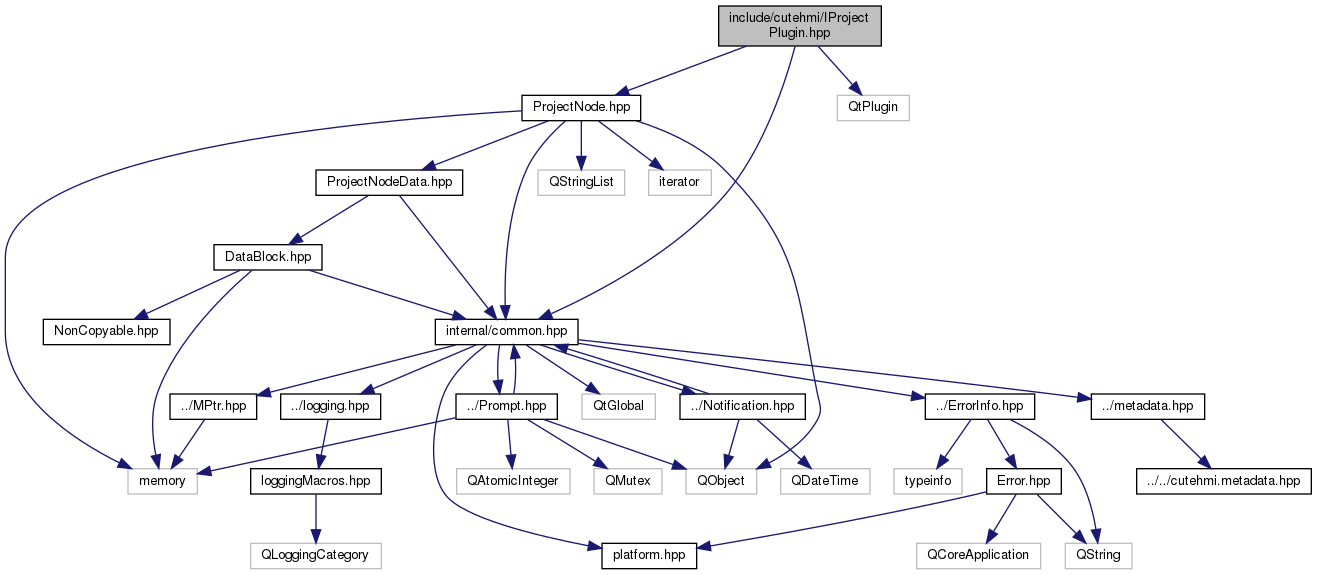 include/cutehmi/IProject
Plugin.hpp
ProjectNode.hpp
QtPlugin
ProjectNodeData.hpp
QStringList
iterator
DataBlock.hpp
NonCopyable.hpp
internal/common.hpp
../MPtr.hpp
../logging.hpp
../Prompt.hpp
QtGlobal
../Notification.hpp
../ErrorInfo.hpp
../metadata.hpp
memory
loggingMacros.hpp
QAtomicInteger
QMutex
QObject
QDateTime
typeinfo
Error.hpp
../../cutehmi.metadata.hpp
QLoggingCategory
platform.hpp
QCoreApplication
QString